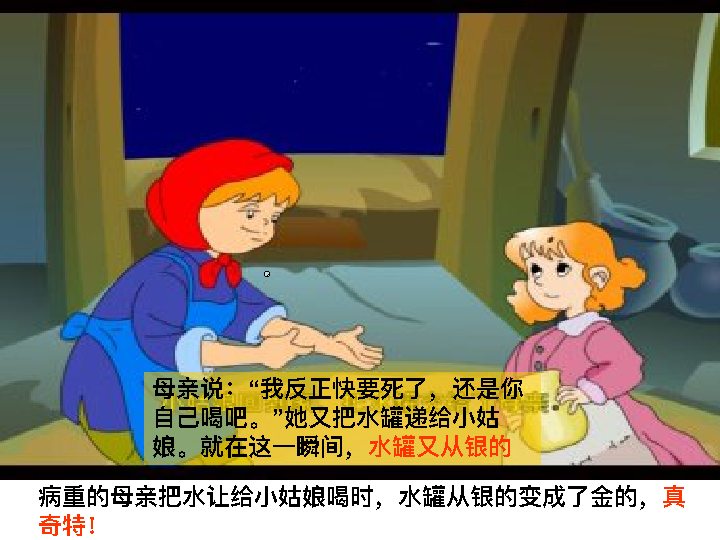 母亲说：“我反正快要死了，还是你
自己喝吧。”她又把水罐递给小姑
娘。就在这一瞬间，水罐又从银的
病重的母亲把水让给小姑娘喝时，水罐从银的变成了金的，真
奇特!